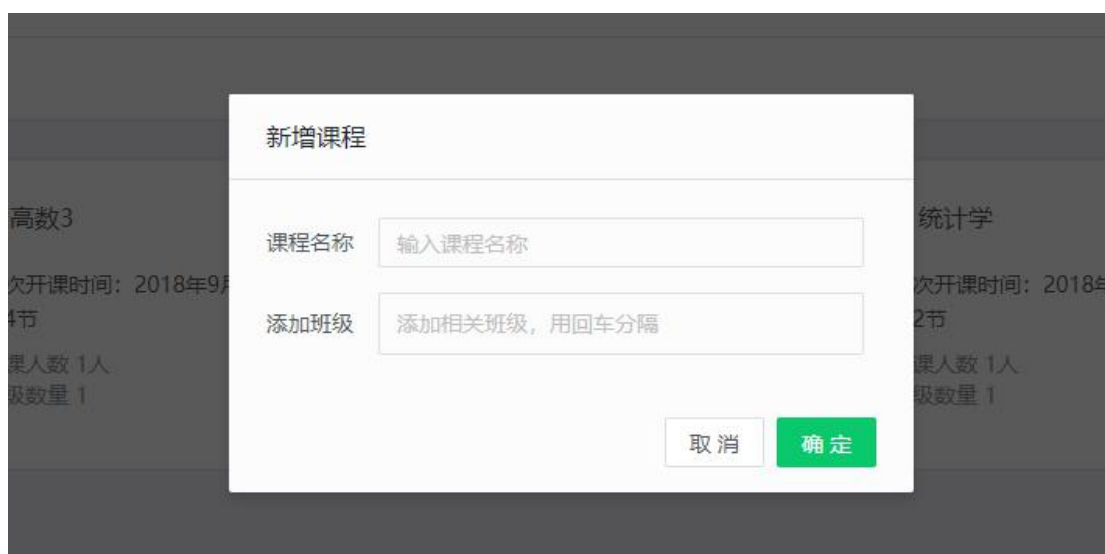 新增课程
高数3
统计学
课程名称 输入课程名称
次开课时间：2018年9月
次开课时间：2018年
添加班级 添加相关班级，用回车分隔
4节
2节
课人数 1人
课人数 1人
级数量 1
级数量 1
取消 确定